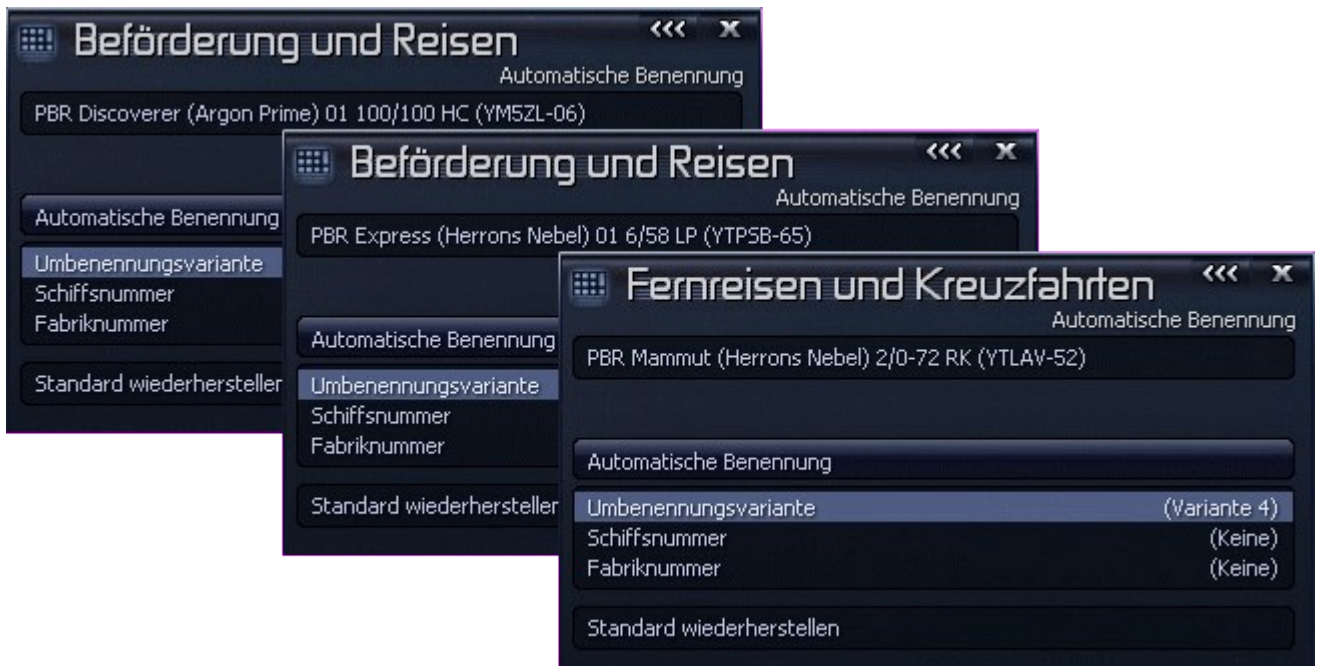 Beförderung und Reisen
Automatische Benennung
PBR Discoverer (Argon Prime) 01 100/100 HC (YM5ZL-06)
Automatische Benennung
Umbenennungsvariante
Schiffsnummer
Fabriknummer
Standard wiederhersteller
Beförderung und Reisen
Automatische Benennung
PBR Express (Herrons Nebel) 01 6/58 LP (YTPSB-65)
Automatische Benennung
Umbenennungsvariante
Schiffsnummer
Fabriknummer
Standard wiederhersteller
Fernreisen und Kreuzfahrten
Automatische Benennung
PBR Mammut (Herrons Nebel) 2/0-72 RK (YTLAV-52)
Automatische Benennung
Umbenennungsvariante (Variante 4)
Schiffsnummer (Keine)
Fabriknummer (Keine)
Standard wiederherstellen